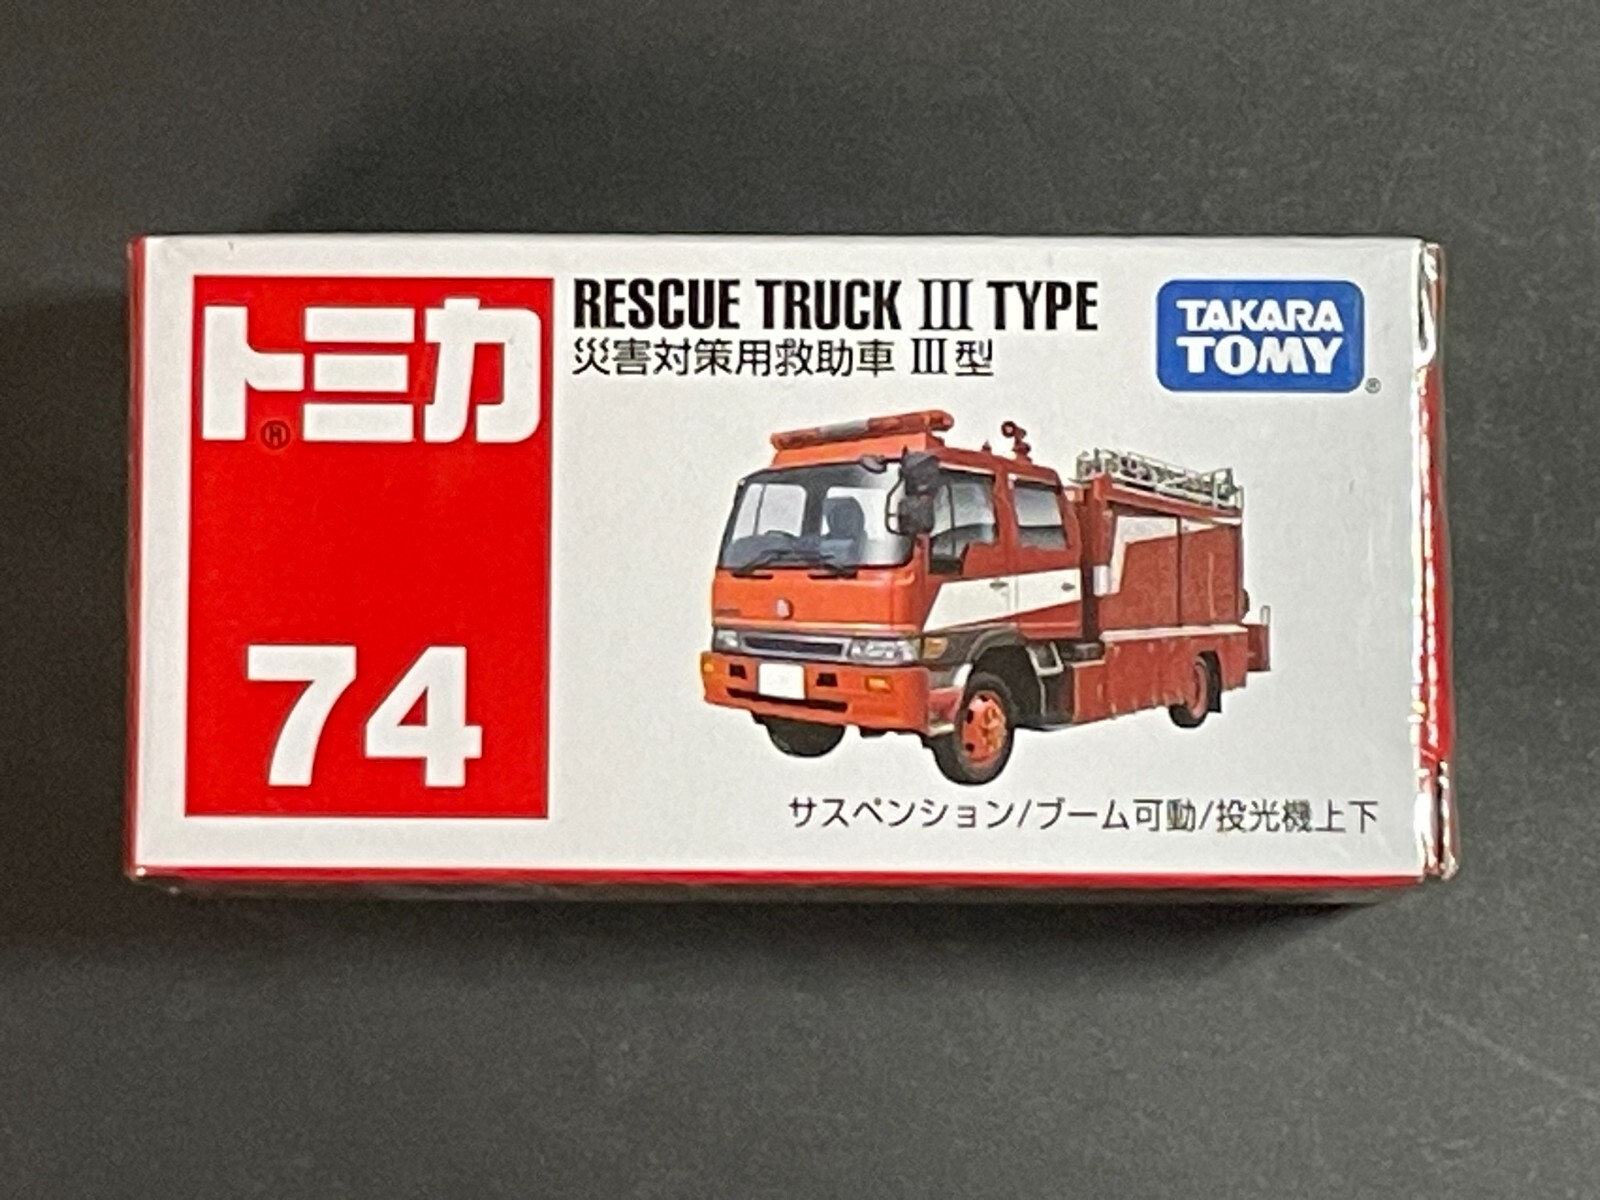 トミカ
74
RESCUE TRUCK III TYPE
災害対策用救助車 III型
TAKARA
TOMY
®
サスペンション/ブーム可動/投光機上下